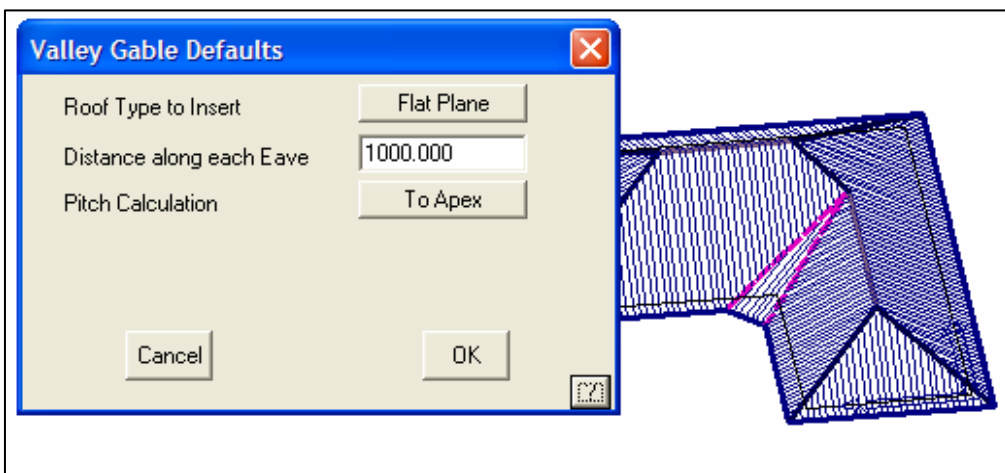 Valley Gable Defaults
Roof Type to Insert Flat Plane
Distance along each Eave 1000.000
Pitch Calculation To Apex
Cancel OK
[?]